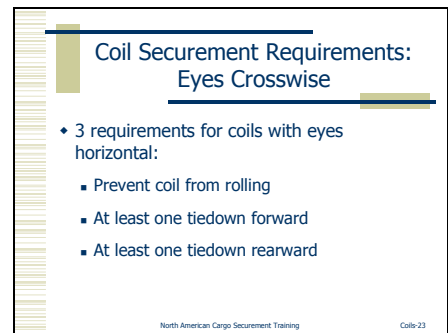 Coil Securement Requirements:
Eyes Crosswise
◆ 3 requirements for coils with eyes
horizontal:
■ Prevent coil from rolling
■ At least one tiedown forward
■ At least one tiedown rearward
North American Cargo Securement Training Coils-23